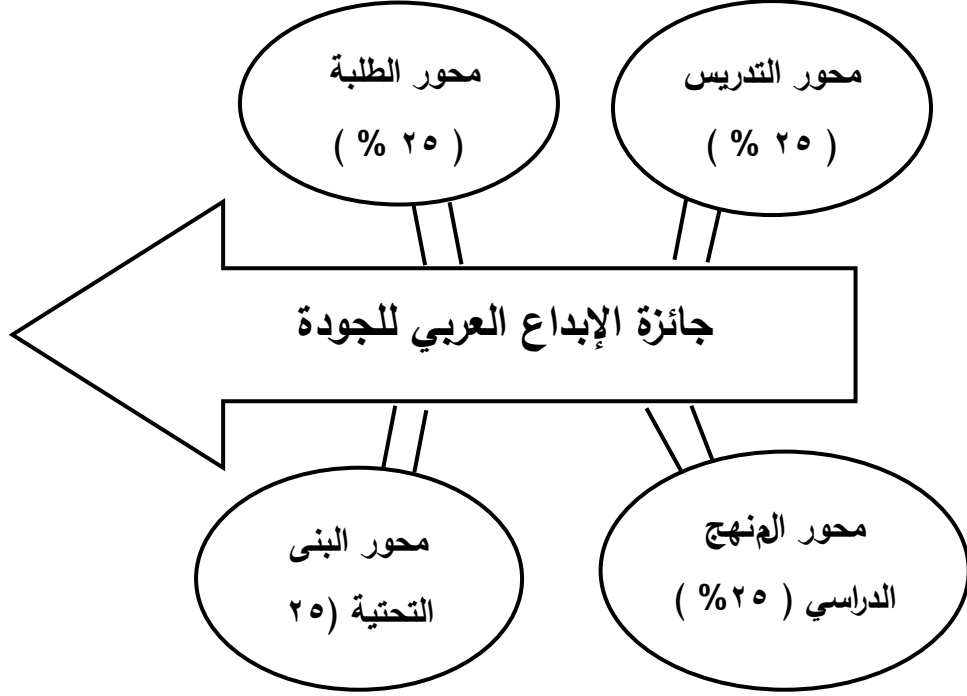 محور التدريس
( ٢٥ % )
محور الطلبة
( ٢٥ % )
جائزة الإبداع العربي للجودة
محور المنهج
الدراسي ( ٢٥% )
محور البنى
التحتية (٢٥